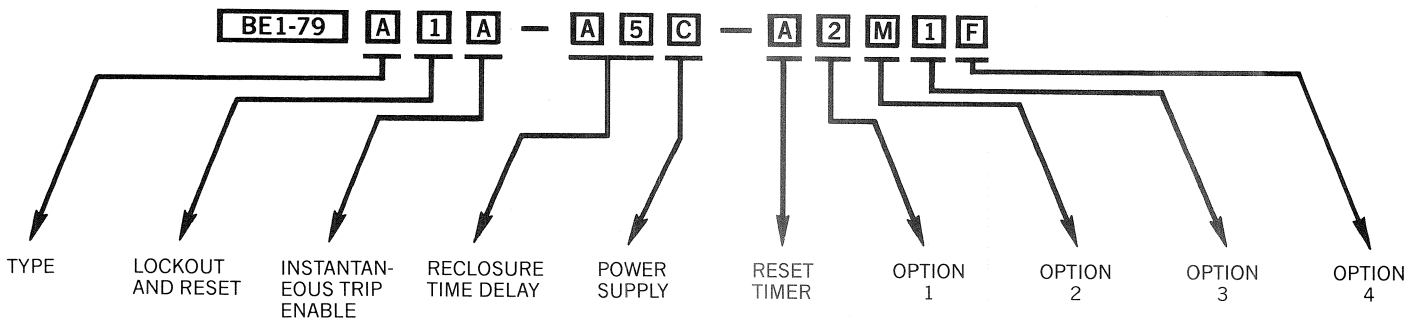 BE1-79 A 1 A — A 5 C — A 2 M 1 F
TYPE
LOCKOUT
AND RESET
INSTANTAN-
EOUS TRIP
ENABLE
RECLOSURE
TIME DELAY
POWER
SUPPLY
RESET
TIMER
OPTION
1
OPTION
2
OPTION
3
OPTION
4